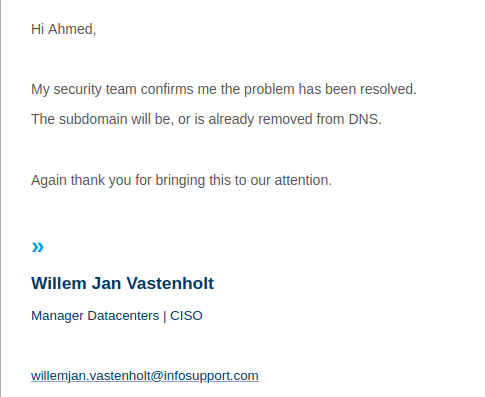 Hi Ahmed,
My security team confirms me the problem has been resolved.
The subdomain will be, or is already removed from DNS.
Again thank you for bringing this to our attention.
»
Willem Jan Vastenholt
Manager Datacenters | CISO
willemjan.vastenholt@infosupport.com